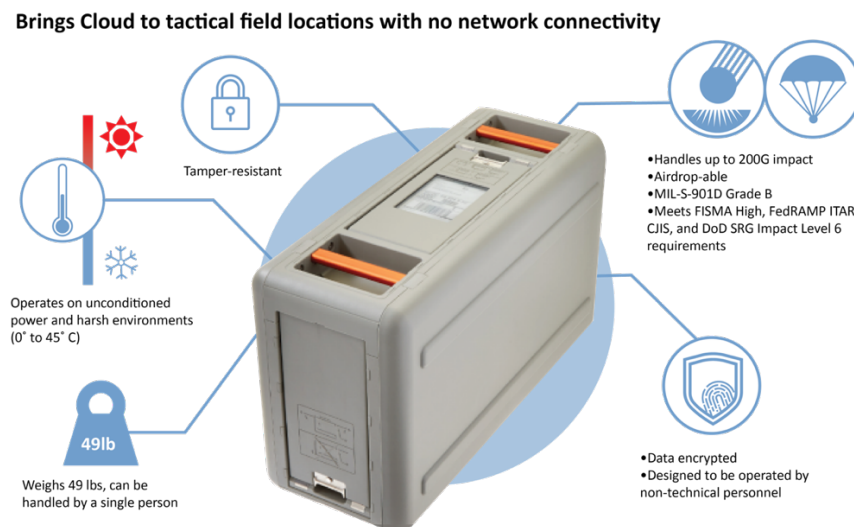 Brings Cloud to tactical field locations with no network connectivity
Tamper-resistant
•Handles up to 200G impact
•Airdrop-able
•MIL-S-901D Grade B
•Meets FISMA High, FedRAMP ITAR
CJIS, and DoD SRG Impact Level 6
requirements
Operates on unconditioned
power and harsh environments
(0˚ to 45˚ C)
49lb
Weighs 49 lbs, can be
handled by a single person
•Data encrypted
•Designed to be operated by
non-technical personnel